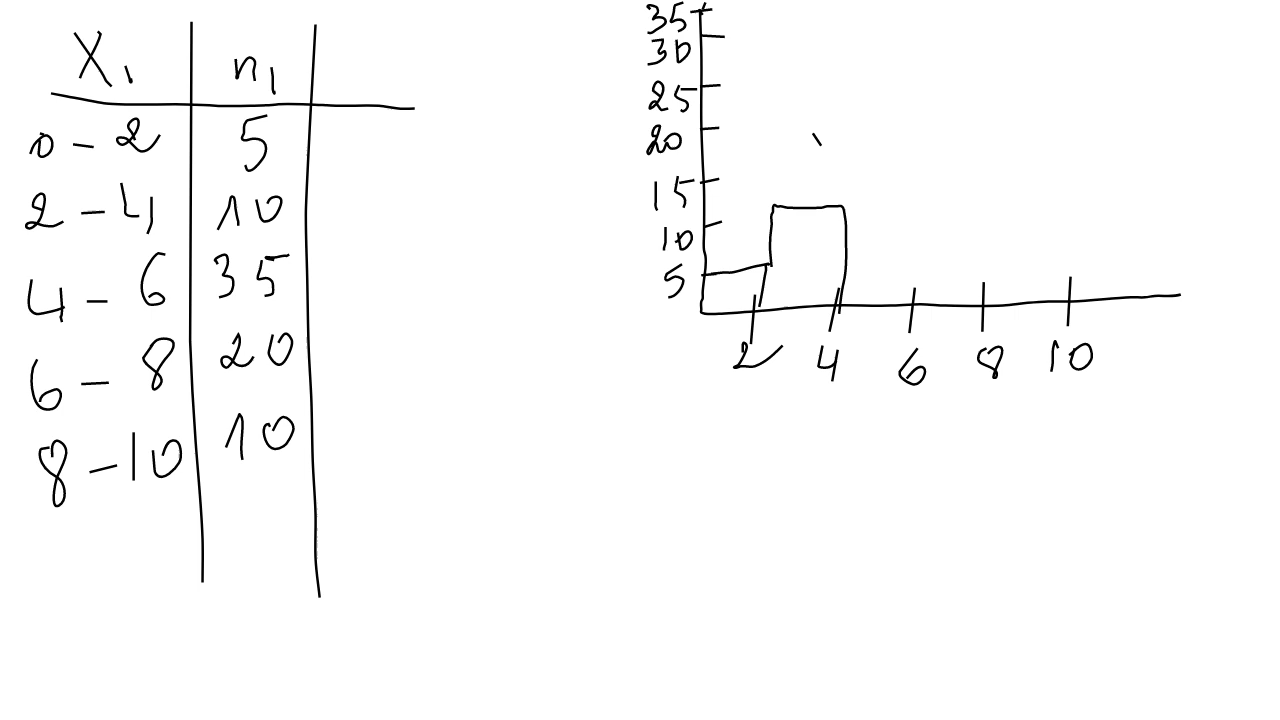 X₁ n₁
0 - 2 5
2 - 4 10
4 - 6 35
6 - 8 20
8 - 10 10
35
30
25
20
15
10
5
2 4 6 8 10